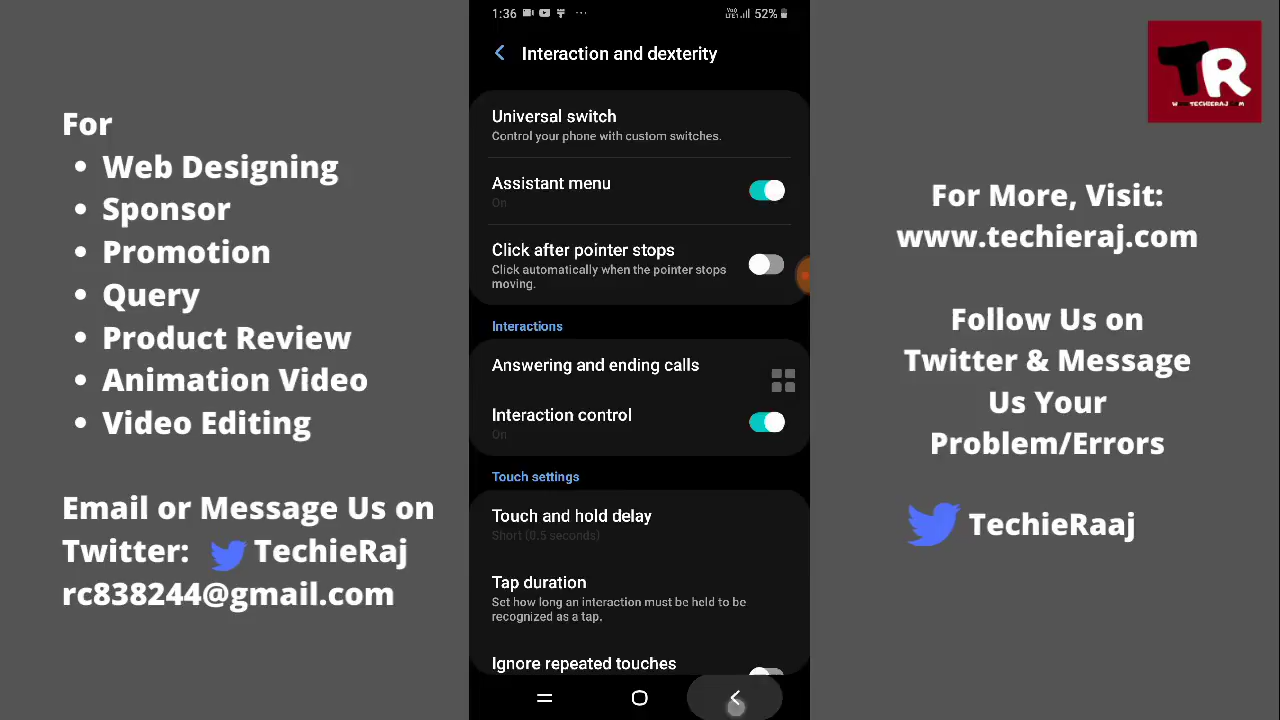 For
• Web Designing
• Sponsor
• Promotion
• Query
• Product Review
• Animation Video
• Video Editing
Email or Message Us on
Twitter: TechieRaj
rc838244@gmail.com
1:36
52%
Interaction and dexterity
Universal switch
Control your phone with custom switches.
Assistant menu
On
Click after pointer stops
Click automatically when the pointer stops
moving.
Interactions
Answering and ending calls
Interaction control
On
Touch settings
Touch and hold delay
Short (0.5 seconds)
Tap duration
Set how long an interaction must be held to be
recognized as a tap.
Ignore repeated touches
TR
WWW.TECHIERAJ.COM
For More, Visit:
www.techieraj.com
Follow Us on
Twitter & Message
Us Your
Problem/Errors
TechieRaaj